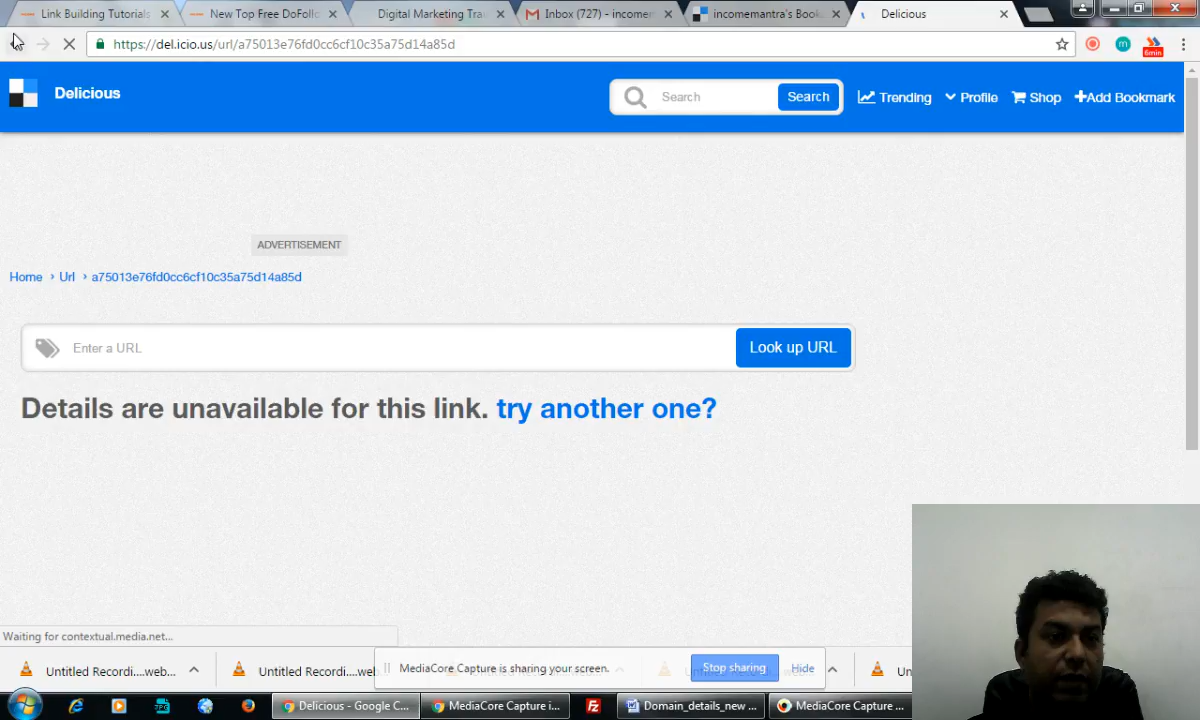 Link Building Tutorials
New Top Free DoFollo
Digital Marketing Tra
Inbox (727) - incomem
incomemantra's Book
Delicious
https://del.icio.us/url/a75013e76fd0cc6cf10c35a75d14a85d
6min
Delicious
Search
Search
Trending
Profile
Shop
Add Bookmark
ADVERTISEMENT
Home › Url › a75013e76fd0cc6cf10c35a75d14a85d
Enter a URL
Look up URL
Details are unavailable for this link. try another one?
Waiting for contextual.media.net...
Untitled Recordi....web...
Untitled Recordi....web
MediaCore Capture is sharing your screen.
Stop sharing
Hide
Un
Delicious - Google C...
MediaCore Capture i...
Domain_details_new ...
MediaCore Capture ...